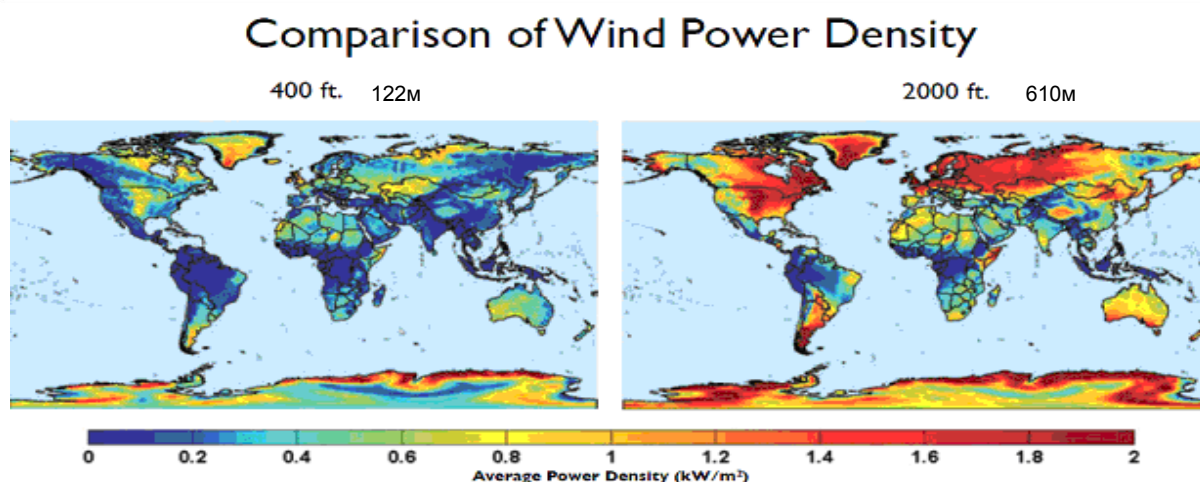 Comparison of Wind Power Density
400 ft. 122м
2000 ft. 610м
0 0.2 0.4 0.6 0.8 1 1.2 1.4 1.6 1.8 2
Average Power Density (kW/m²)